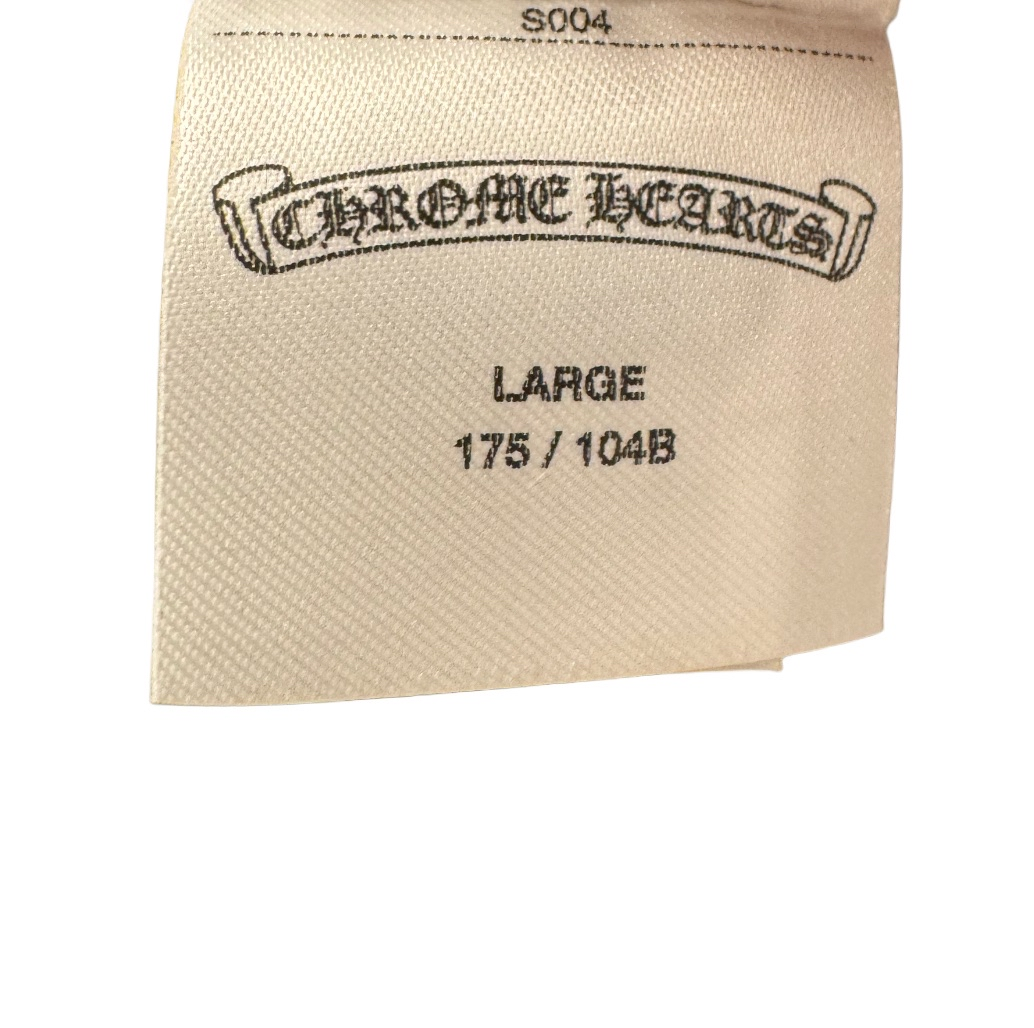 S004
CHROME HEARTS
LARGE
175 / 104B